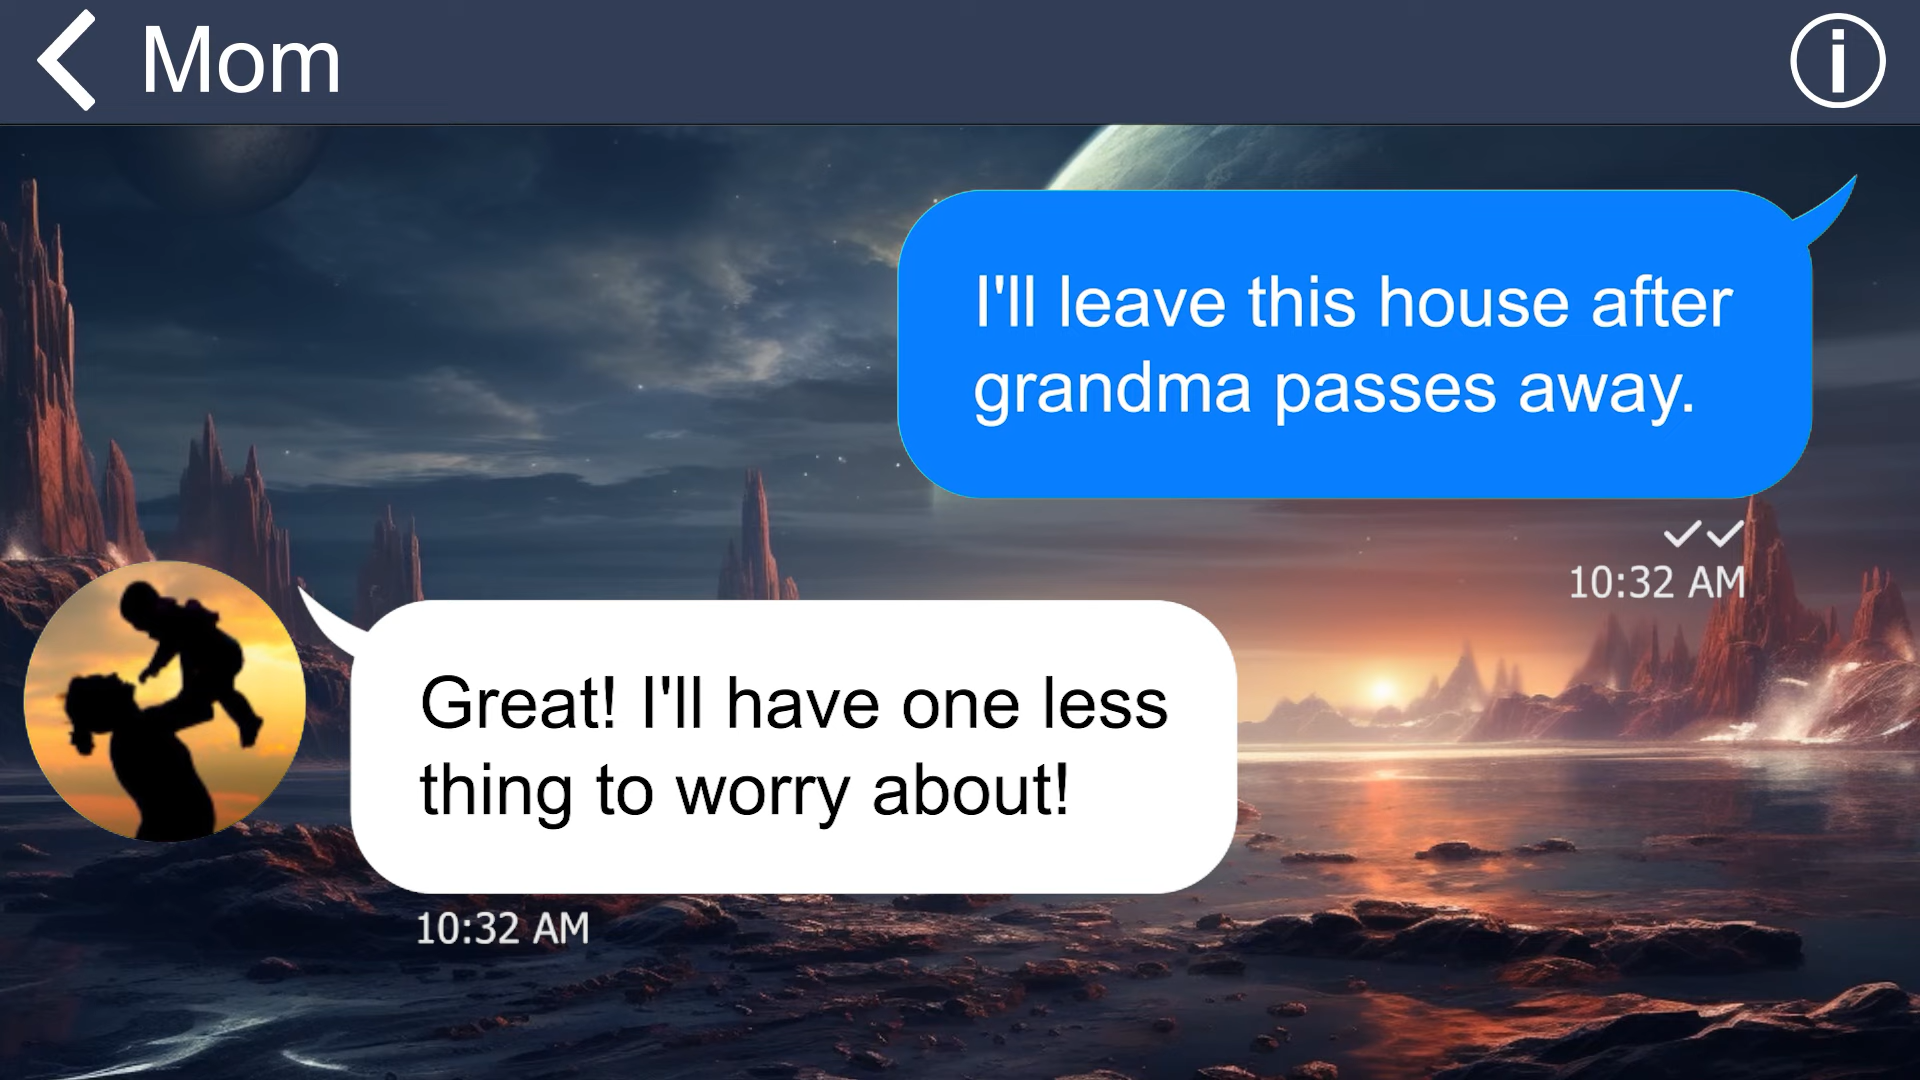 Mom
I'll leave this house after
grandma passes away.
10:32 AM
Great! I'll have one less
thing to worry about!
10:32 AM